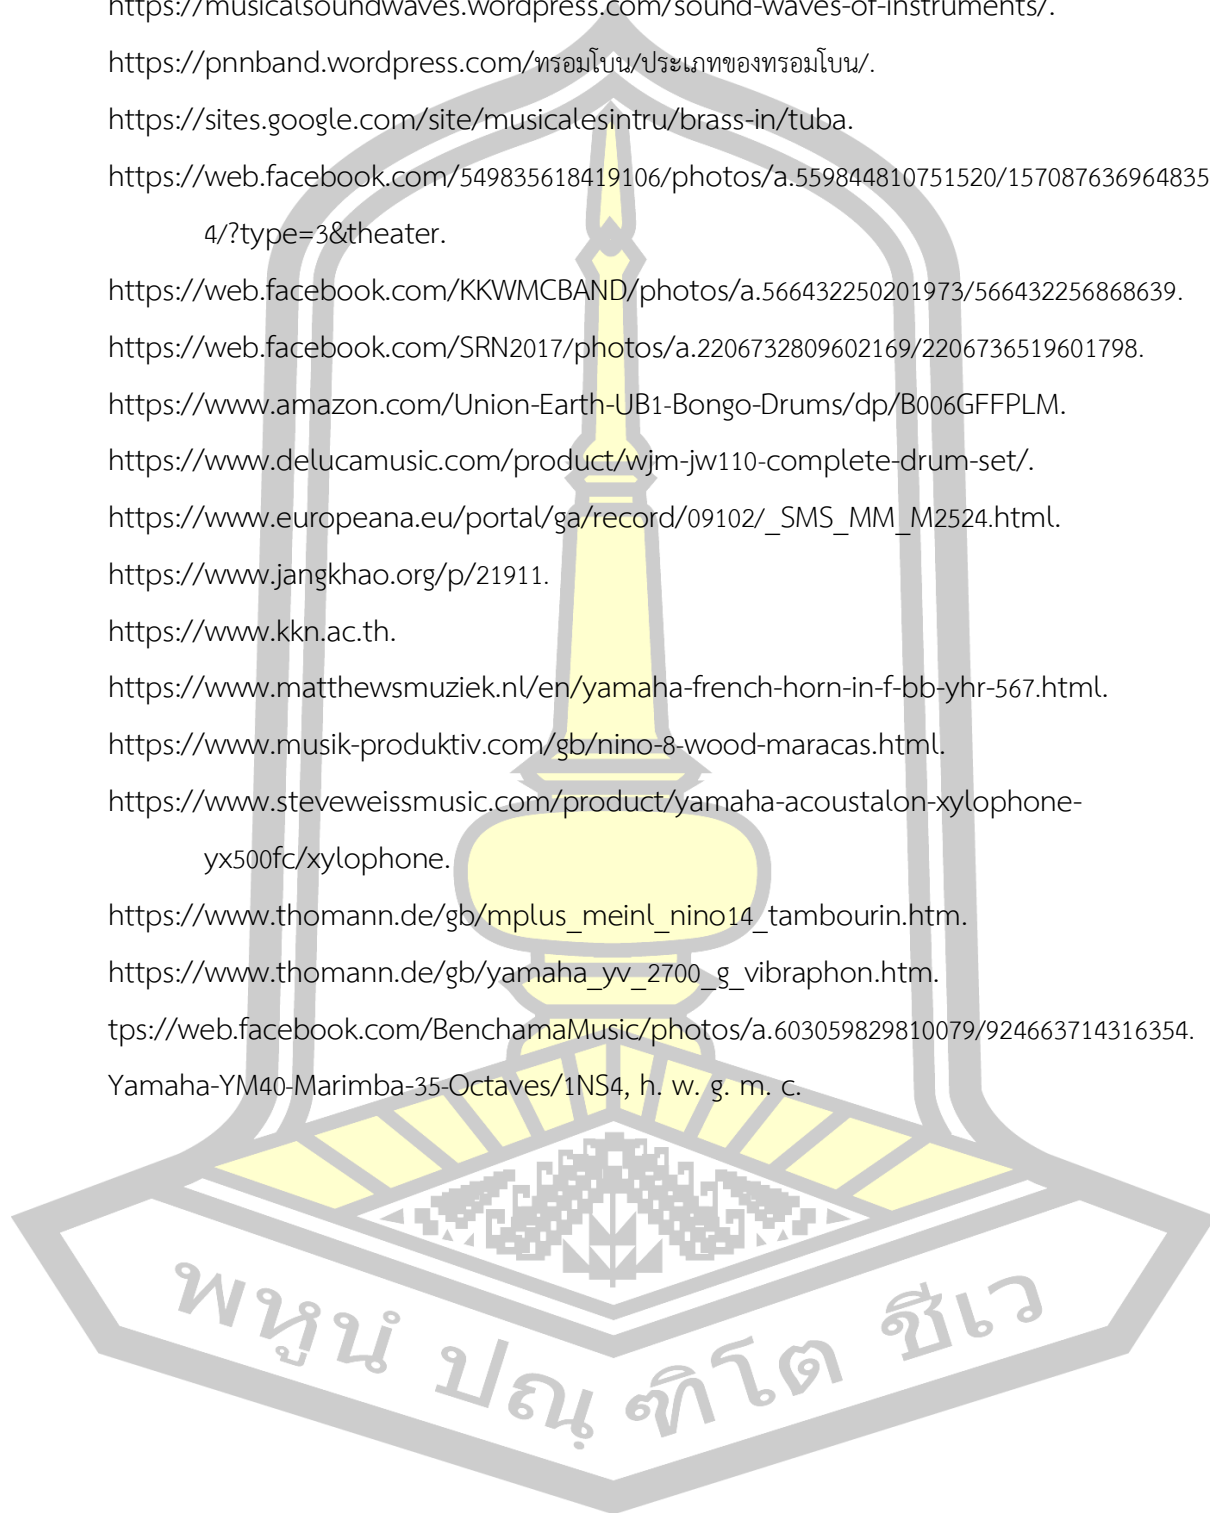 https://musicalsoundwaves.wordpress.com/sound-waves-of-instruments/.
https://pnnband.wordpress.com/ทรอมโบน/ประเภทของทรอมโบน/.
https://sites.google.com/site/musicalesintru/brass-in/tuba.
https://web.facebook.com/549835618419106/photos/a.559844810751520/157087636964835
4/?type=3&theater.
https://web.facebook.com/KKWMCBAND/photos/a.566432250201973/566432256868639.
https://web.facebook.com/SRN2017/photos/a.2206732809602169/2206736519601798.
https://www.amazon.com/Union-Earth-UB1-Bongo-Drums/dp/B006GFFPLM.
https://www.delucamusic.com/product/wjm-jw110-complete-drum-set/.
https://www.europeana.eu/portal/ga/record/09102/_SMS_MM_M2524.html.
https://www.jangkhao.org/p/21911.
https://www.kkn.ac.th.
https://www.matthewsmuziek.nl/en/yamaha-french-horn-in-f-bb-yhr-567.html.
https://www.musik-produktiv.com/gb/nino-8-wood-maracas.html.
https://www.steveweissmusic.com/product/yamaha-acoustalon-xylophone-
yx500fc/xylophone.
https://www.thomann.de/gb/mplus_meinl_nino14_tambourin.htm.
https://www.thomann.de/gb/yamaha_yv_2700_g_vibraphon.htm.
tps://web.facebook.com/BenchamaMusic/photos/a.603059829810079/924663714316354.
Yamaha-YM40-Marimba-35-Octaves/1NS4, h. w. g. m. c.
พหูนํ ปณฺฑิโต ชีเว